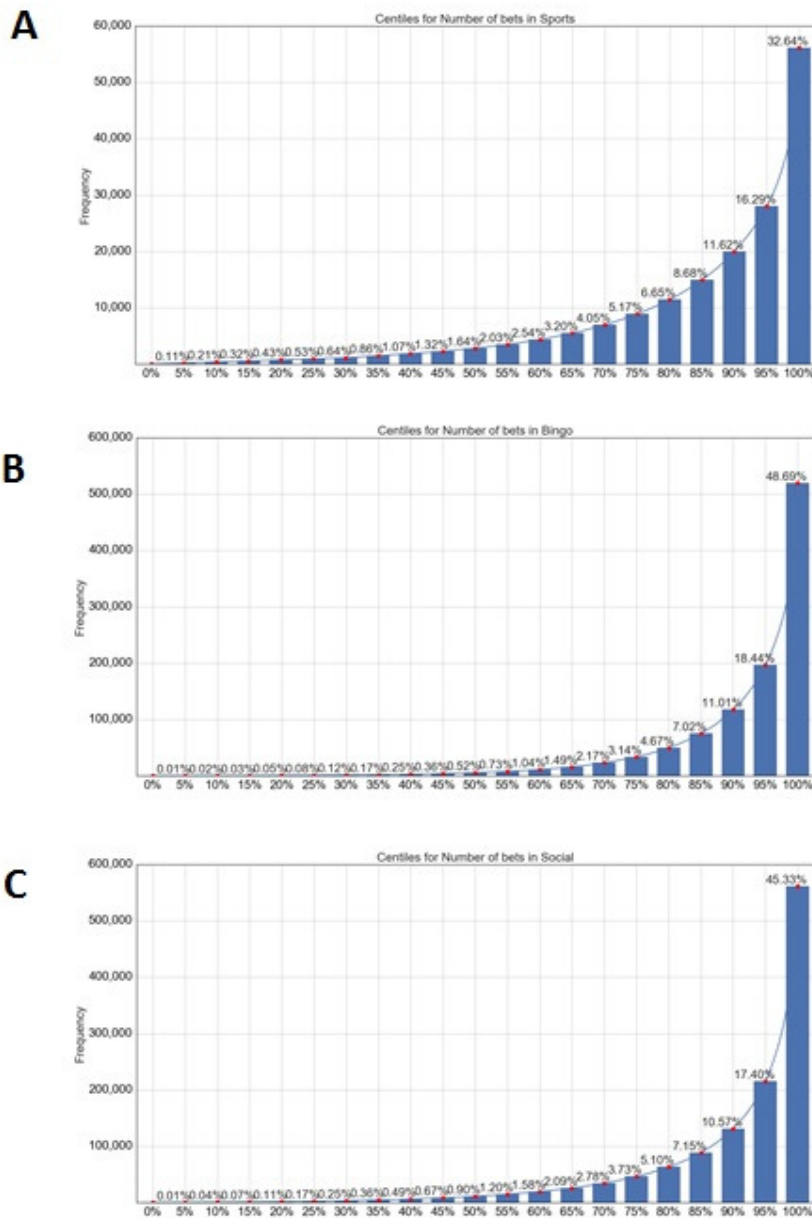 A
Centiles for Number of bets in Sports
60,000
50,000
40,000
30,000
20,000
10,000
Frequency
0.11% 0.21% 0.32% 0.43% 0.53% 0.64% 0.86% 1.07% 1.32% 1.64% 2.03% 2.54% 3.20% 4.05% 5.17% 6.65% 8.68% 11.62% 16.29% 32.64%
0% 5% 10% 15% 20% 25% 30% 35% 40% 45% 50% 55% 60% 65% 70% 75% 80% 85% 90% 95% 100%
B
Centiles for Number of bets in Bingo
600,000
500,000
400,000
300,000
200,000
100,000
Frequency
0.01% 0.02% 0.03% 0.05% 0.08% 0.12% 0.17% 0.25% 0.36% 0.52% 0.73% 1.04% 1.49% 2.17% 3.14% 4.67% 7.02% 11.01% 18.44% 48.69%
0% 5% 10% 15% 20% 25% 30% 35% 40% 45% 50% 55% 60% 65% 70% 75% 80% 85% 90% 95% 100%
C
Centiles for Number of bets in Social
600,000
500,000
400,000
300,000
200,000
100,000
Frequency
0.01% 0.04% 0.07% 0.11% 0.17% 0.25% 0.36% 0.49% 0.67% 0.90% 1.20% 1.58% 2.09% 2.78% 3.73% 5.10% 7.15% 10.57% 17.40% 45.33%
0% 5% 10% 15% 20% 25% 30% 35% 40% 45% 50% 55% 60% 65% 70% 75% 80% 85% 90% 95% 100%